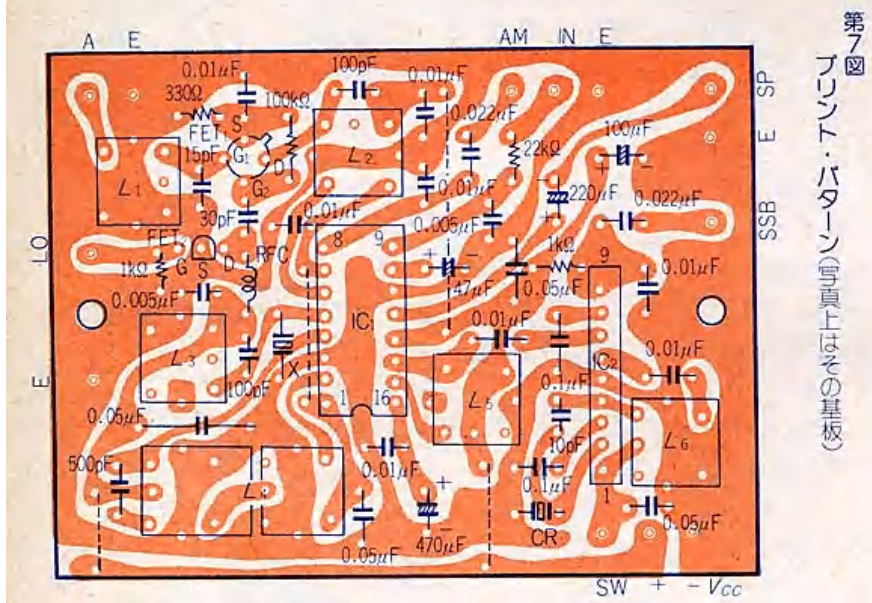 第7図
プリント・パターン(写真上はその基板)
A E AM IN E
0.01μF 100pF 0.01μF
330Ω 100kΩ 0.022μF 100μF SP
FET₁ S
15pF G₁ L₂ 22kΩ + - E
L₁ D
G₂ 0.01μF - 220μF 0.022μF
30pF 0.01μF 0.005μF + SSB
LO FET₂ RFC 8 9 + - 1kΩ 9
1kΩ G S D 47μF 0.05μF 0.01μF
0.005μF IC₁ 0.01μF
L₃ X IC₂ 0.01μF
E 100pF 1 16 L₅ 0.1μF
0.05μF 10pF L₆
500pF 0.01μF 0.1μF 1
L₄ + 0.05μF
0.05μF 470μF - CR
SW + - Vcc